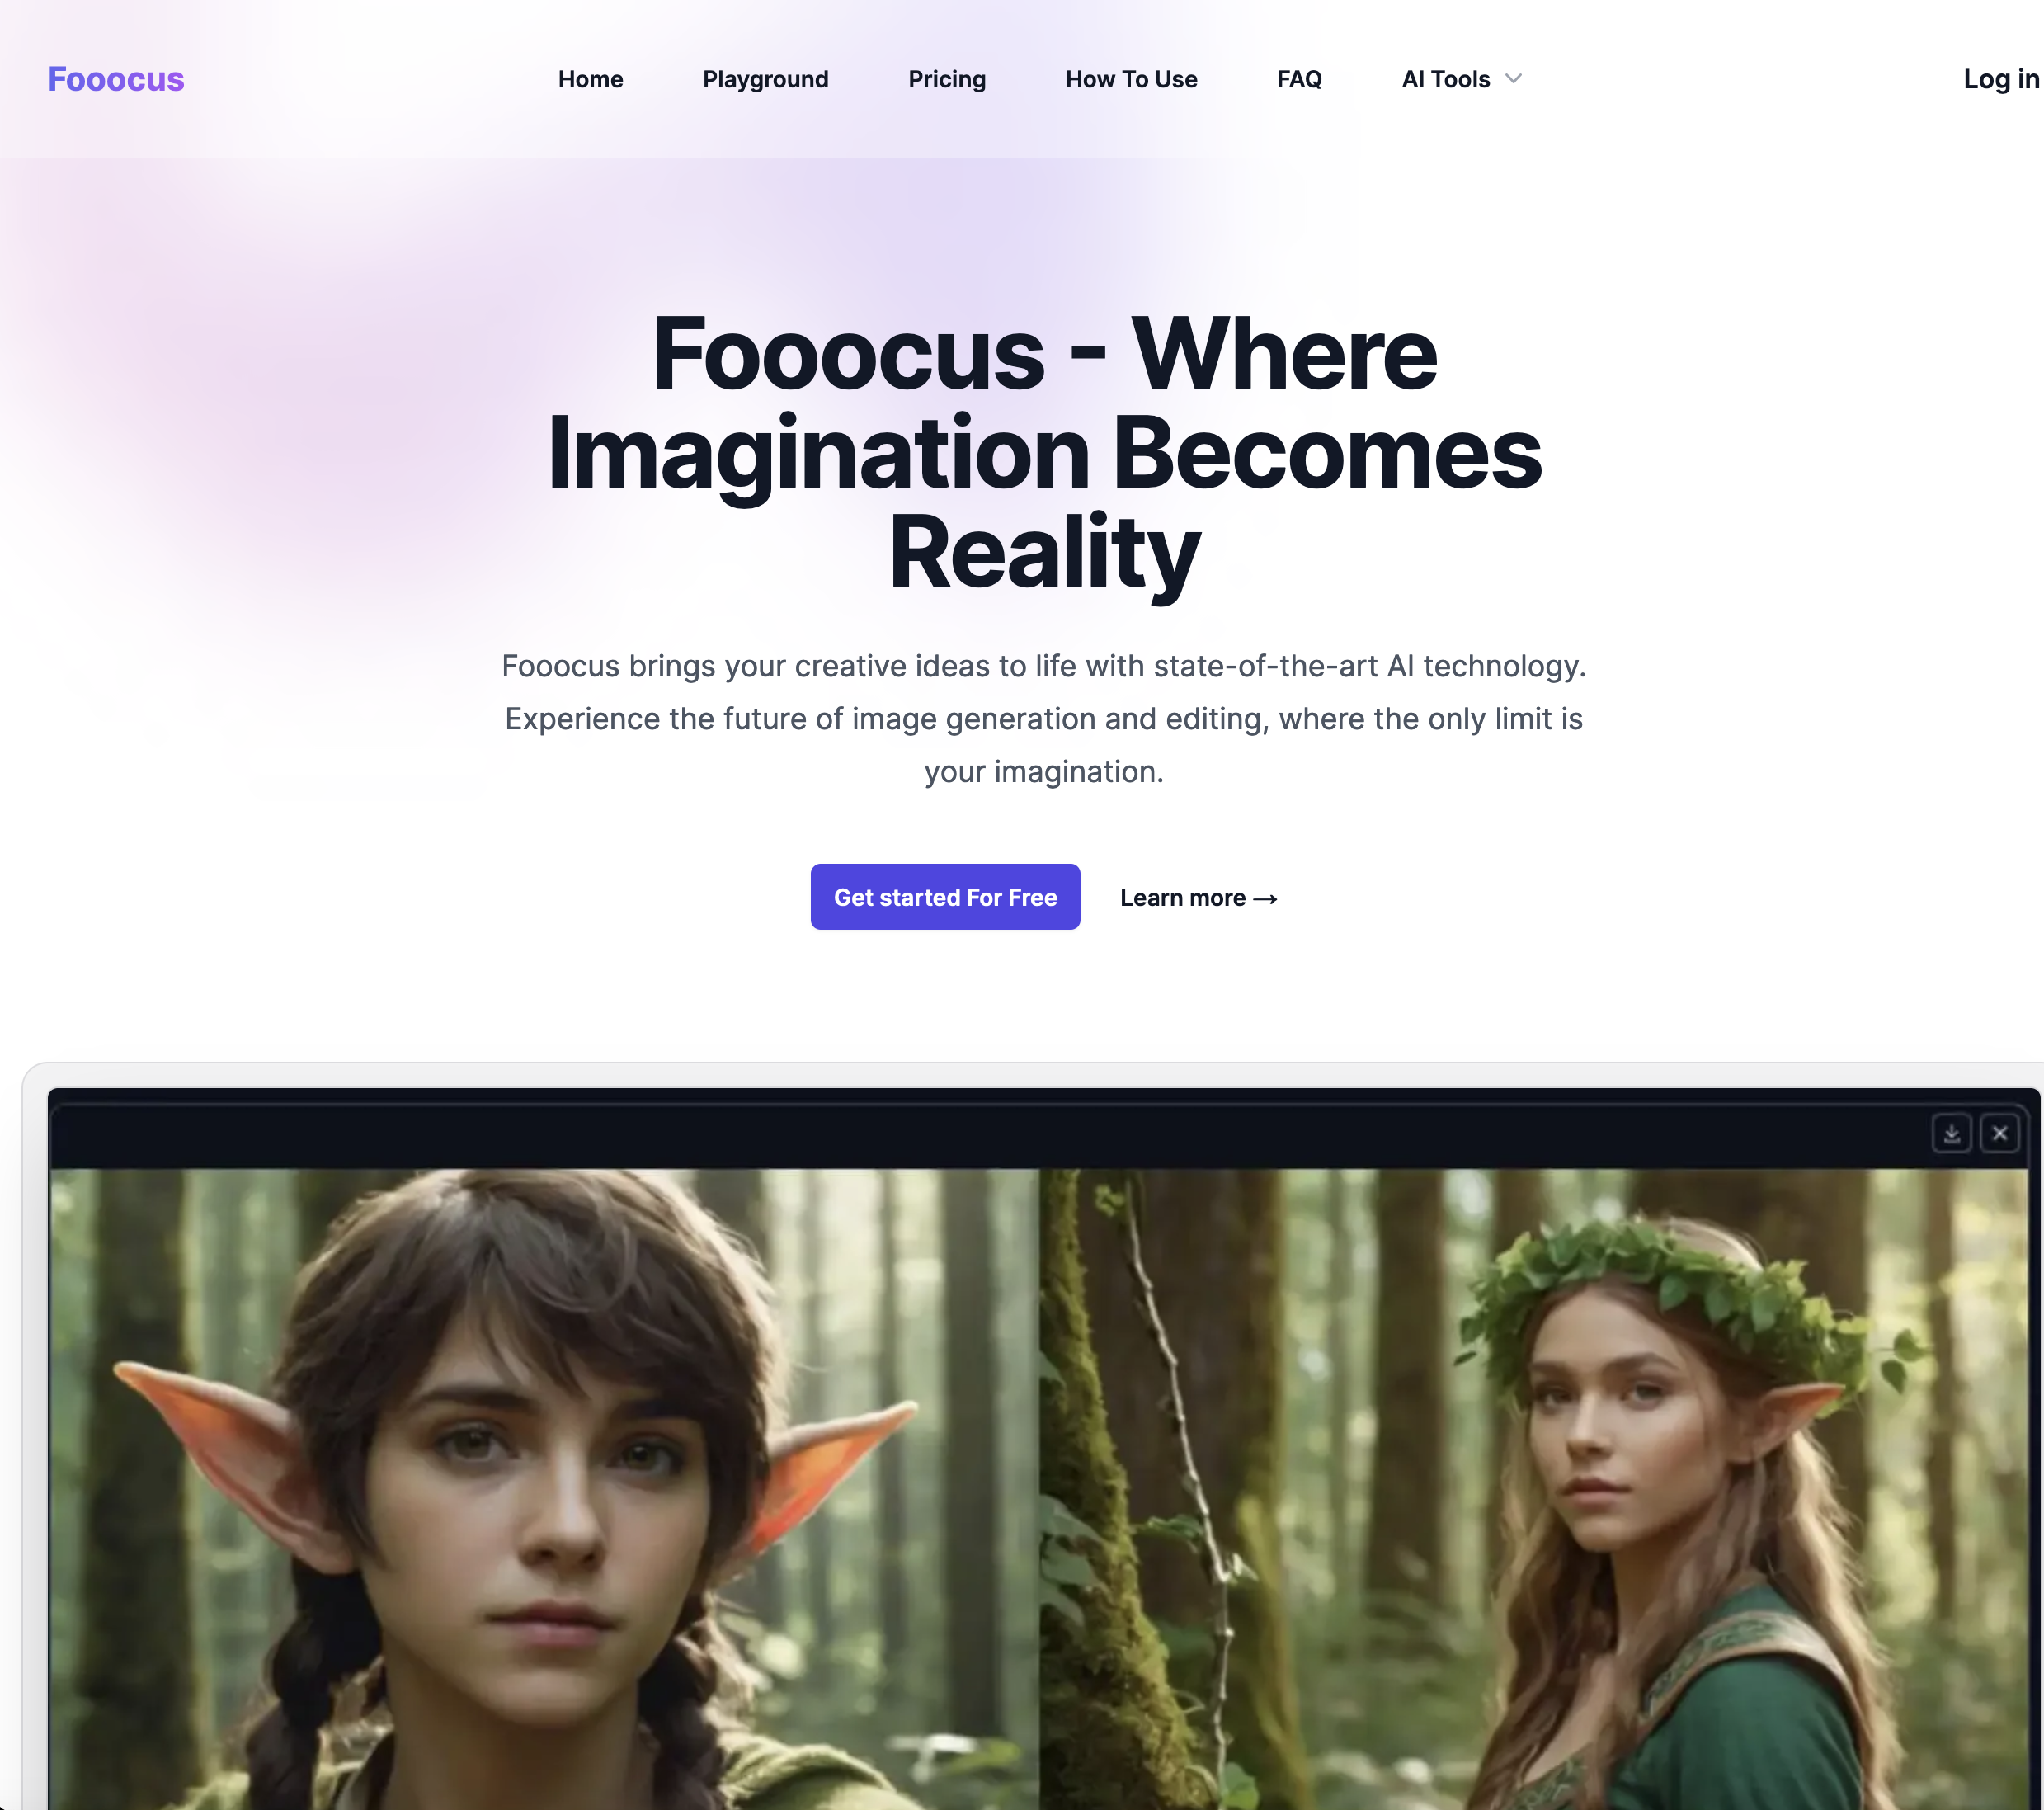 Fooocus
Home Playground Pricing How To Use FAQ AI Tools
Log in
Fooocus - Where
Imagination Becomes
Reality
Fooocus brings your creative ideas to life with state-of-the-art AI technology.
Experience the future of image generation and editing, where the only limit is
your imagination.
Get started For Free
Learn more →